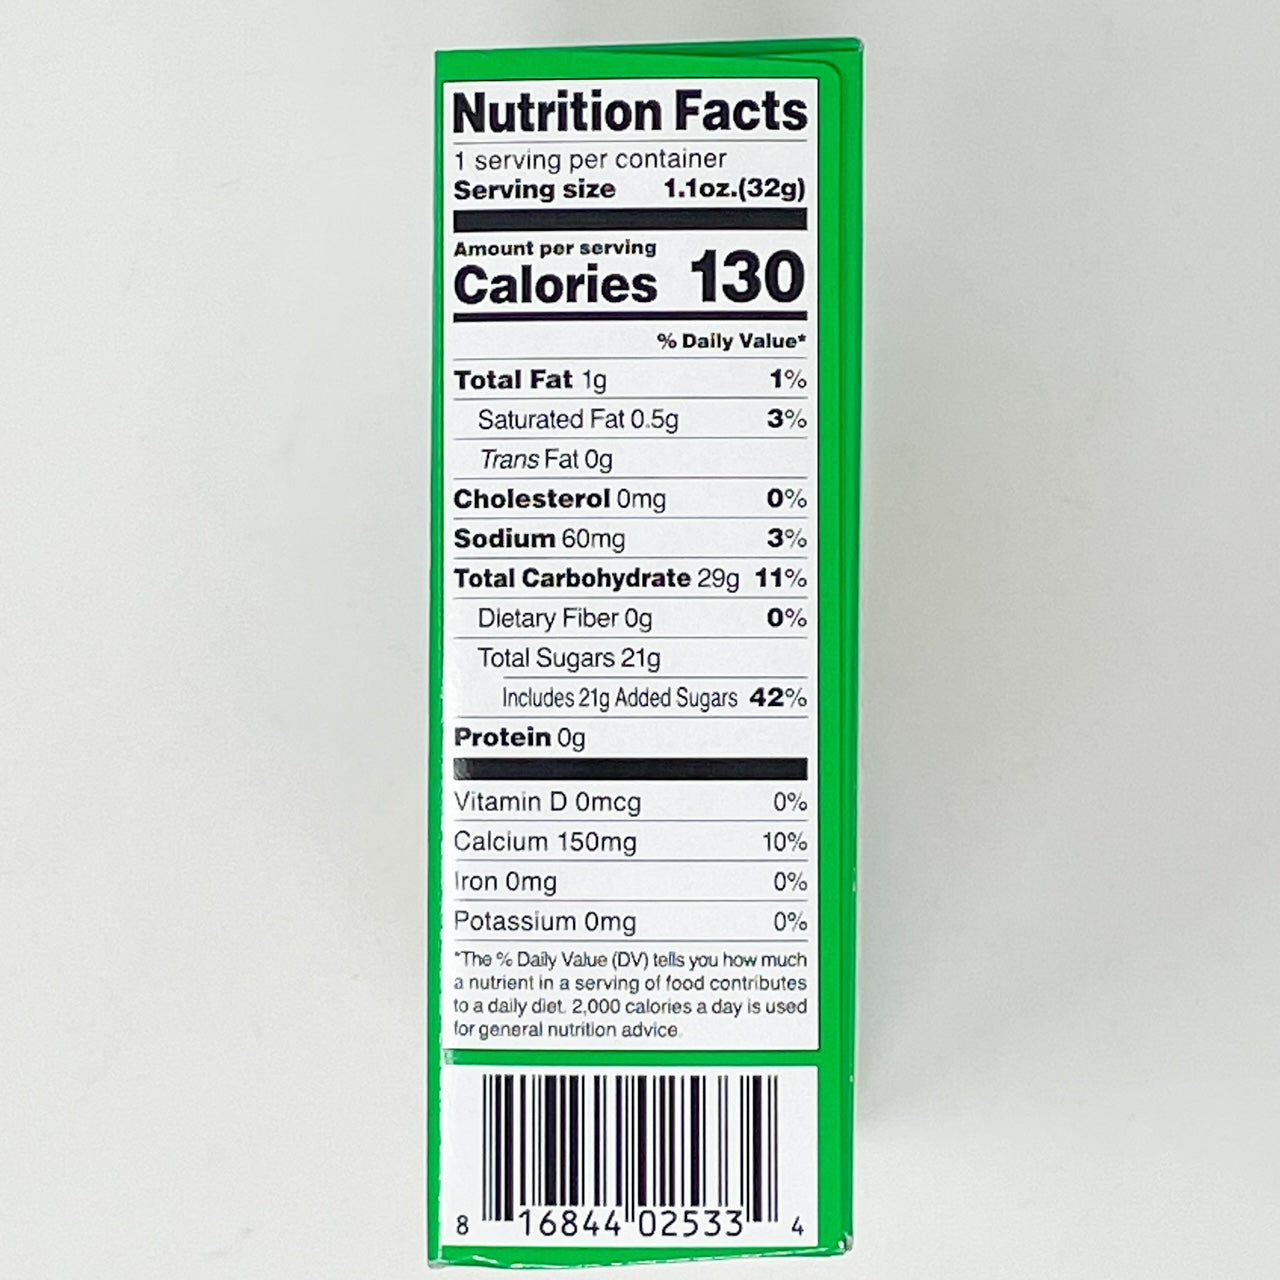 Nutrition Facts
1 serving per container
Serving size 1.1oz.(32g)
Amount per serving
Calories 130
% Daily Value*
Total Fat 1g 1%
Saturated Fat 0.5g 3%
Trans Fat 0g
Cholesterol 0mg 0%
Sodium 60mg 3%
Total Carbohydrate 29g 11%
Dietary Fiber 0g 0%
Total Sugars 21g
Includes 21g Added Sugars 42%
Protein 0g
Vitamin D 0mcg 0%
Calcium 150mg 10%
Iron 0mg 0%
Potassium 0mg 0%
*The % Daily Value (DV) tells you how much
a nutrient in a serving of food contributes
to a daily diet. 2,000 calories a day is used
for general nutrition advice.
8 16844 02533 4